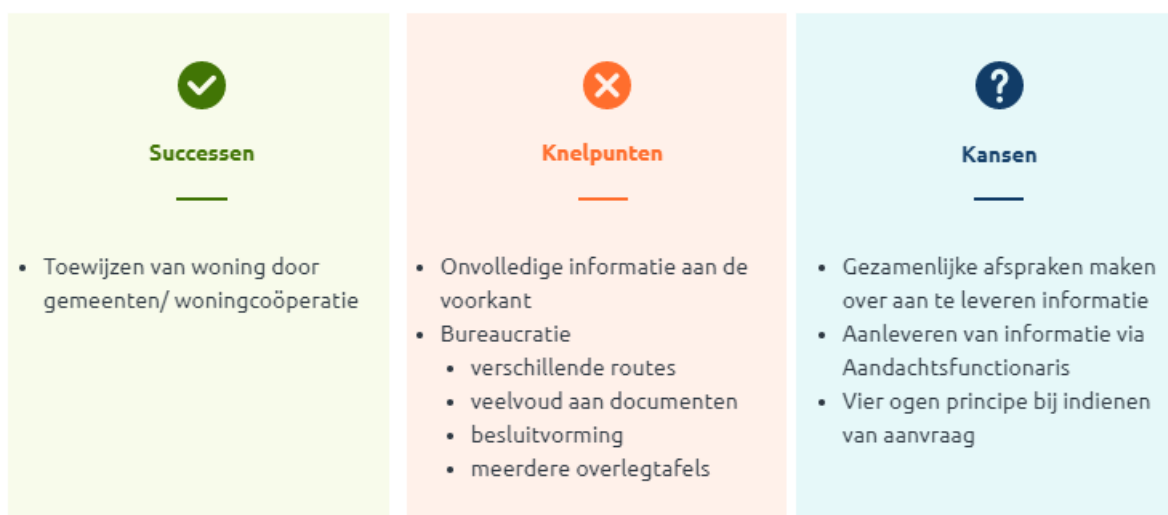 Successen
Toewijzen van woning door
gemeenten/ woningcoöperatie
Knelpunten
Onvolledige informatie aan de
voorkant
Bureaucratie
verschillende routes
veelvoud aan documenten
besluitvorming
meerdere overlegtafels
Kansen
Gezamenlijke afspraken maken
over aan te leveren informatie
Aanleveren van informatie via
Aandachtsfunctionaris
Vier ogen principe bij indienen
van aanvraag